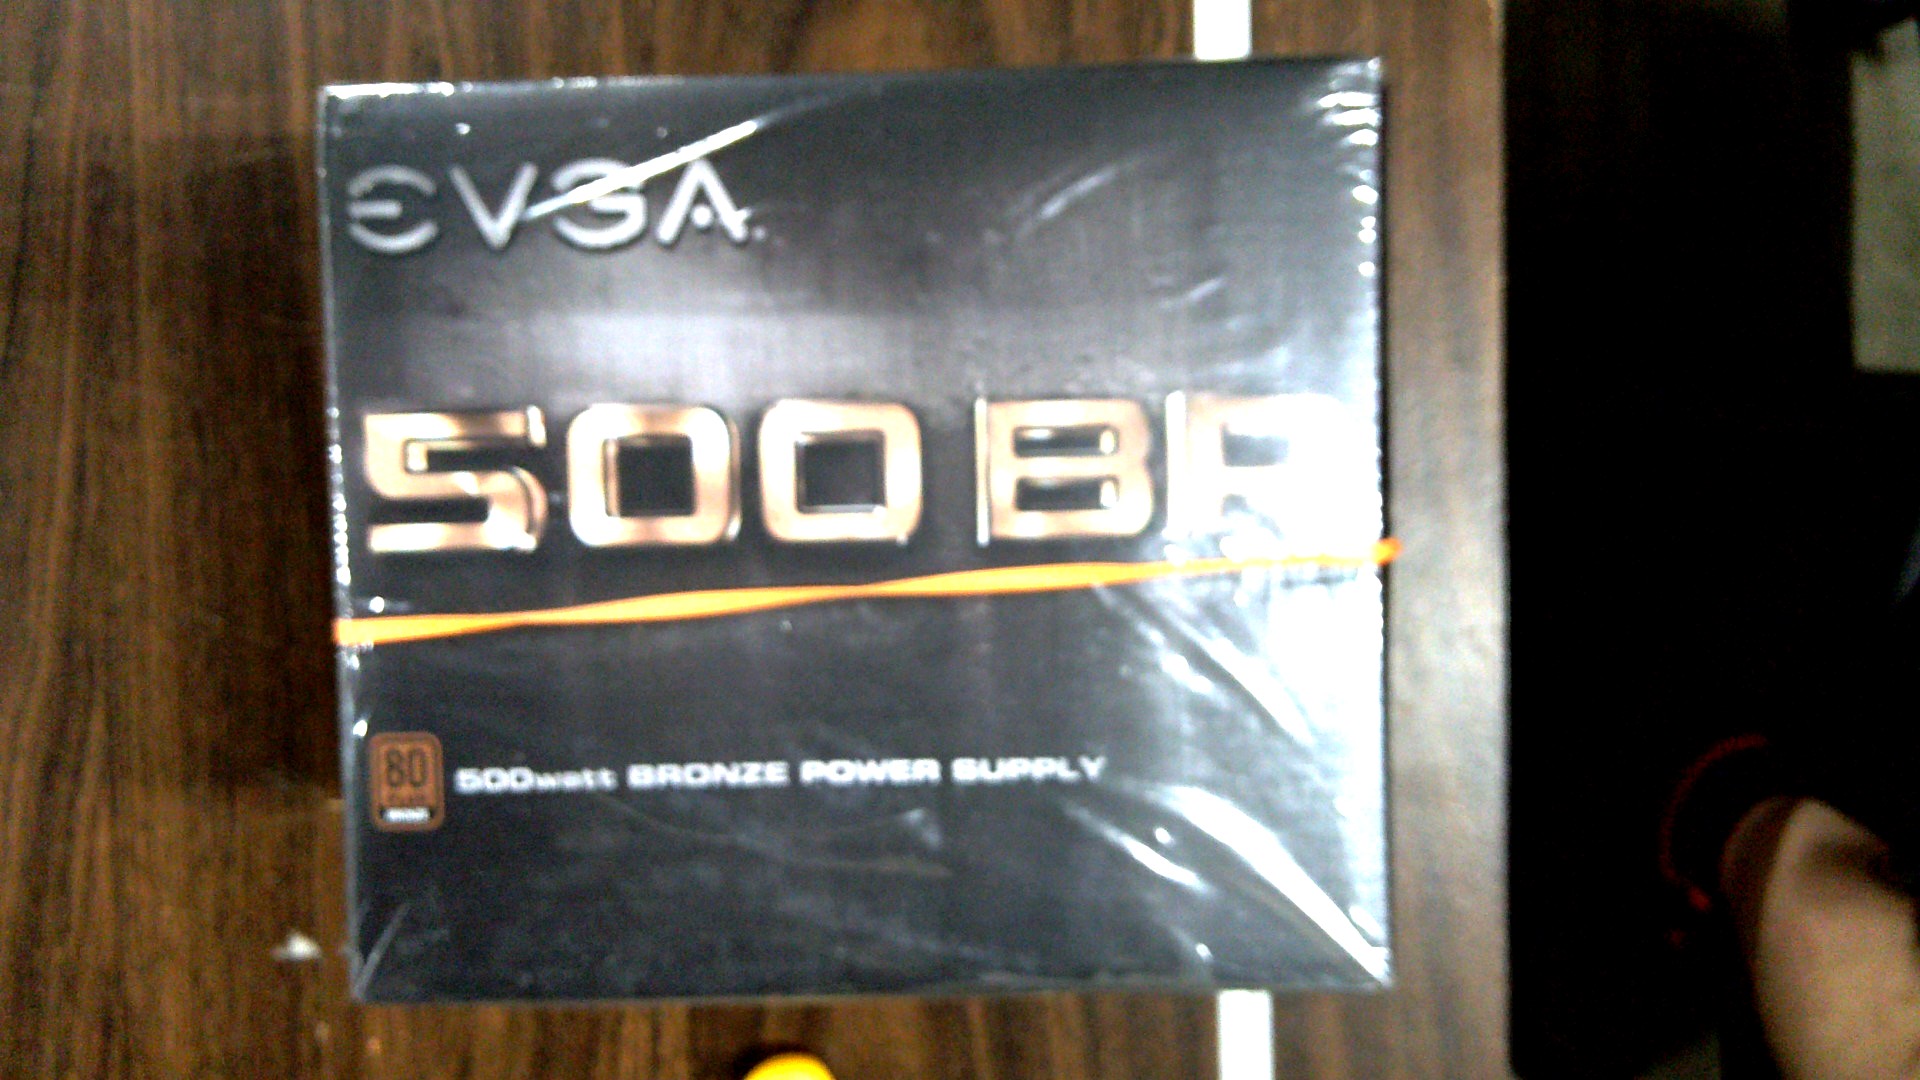 EVGA
500 BR
80
500watt BRONZE POWER SUPPLY